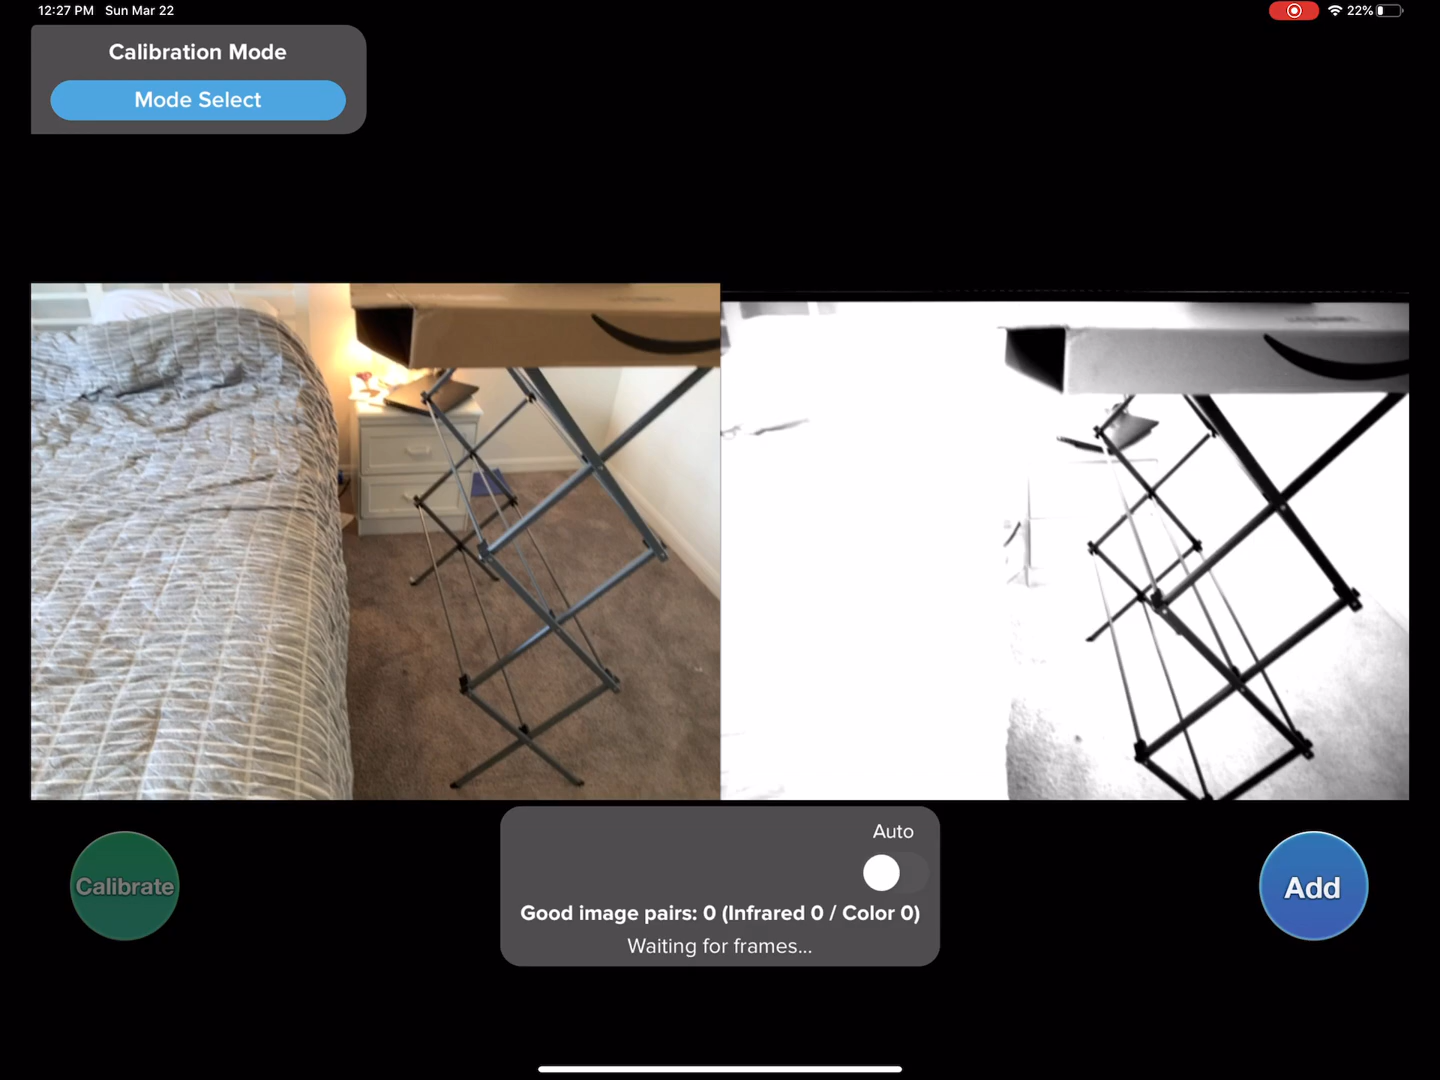 12:27 PM Sun Mar 22
22%
Calibration Mode
Mode Select
Auto
Calibrate
Add
Good image pairs: 0 (Infrared 0 / Color 0)
Waiting for frames...